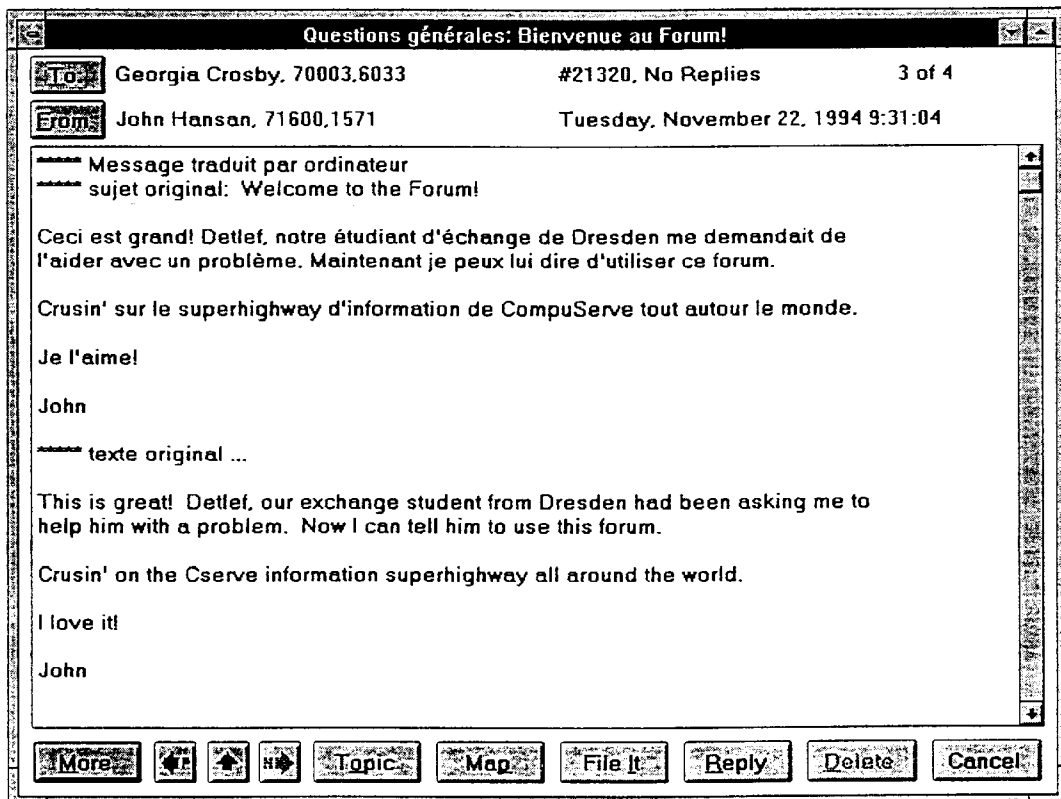 Questions générales: Bienvenue au Forum!
To: Georgia Crosby, 70003,6033 #21320, No Replies 3 of 4
From: John Hansan, 71600,1571 Tuesday, November 22, 1994 9:31:04
***** Message traduit par ordinateur
***** sujet original: Welcome to the Forum!
Ceci est grand! Detlef, notre étudiant d'échange de Dresden me demandait de
l'aider avec un problème. Maintenant je peux lui dire d'utiliser ce forum.
Crusin' sur le superhighway d'information de CompuServe tout autour le monde.
Je l'aime!
John
***** texte original ...
This is great! Detlef, our exchange student from Dresden had been asking me to
help him with a problem. Now I can tell him to use this forum.
Crusin' on the Cserve information superhighway all around the world.
I love it!
John
More Topic Map File It Reply Delete Cancel